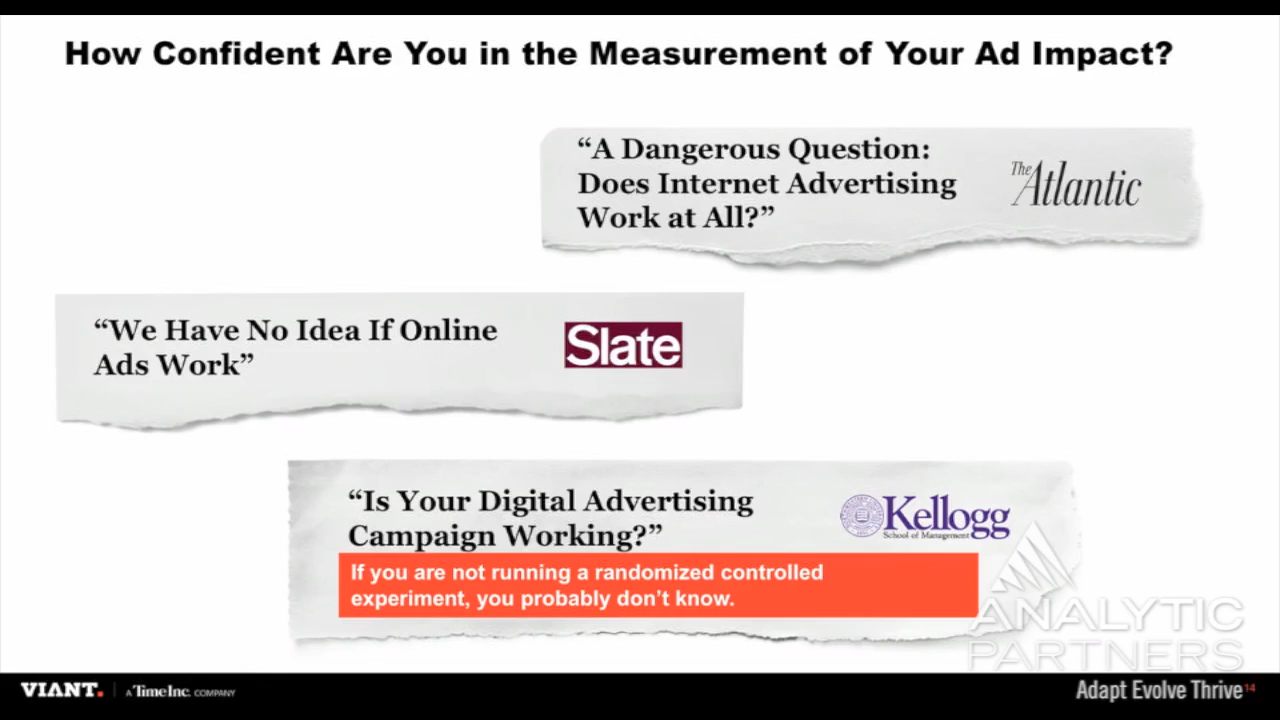 How Confident Are You in the Measurement of Your Ad Impact?
“A Dangerous Question:
Does Internet Advertising
Work at All?”
The Atlantic
“We Have No Idea If Online
Ads Work”
Slate
“Is Your Digital Advertising
Campaign Working?”
Kellogg
School of Management
If you are not running a randomized controlled
experiment, you probably don’t know.
ANALYTIC
PARTNERS
VIANT. | A Time Inc. COMPANY
Adapt Evolve Thrive 14